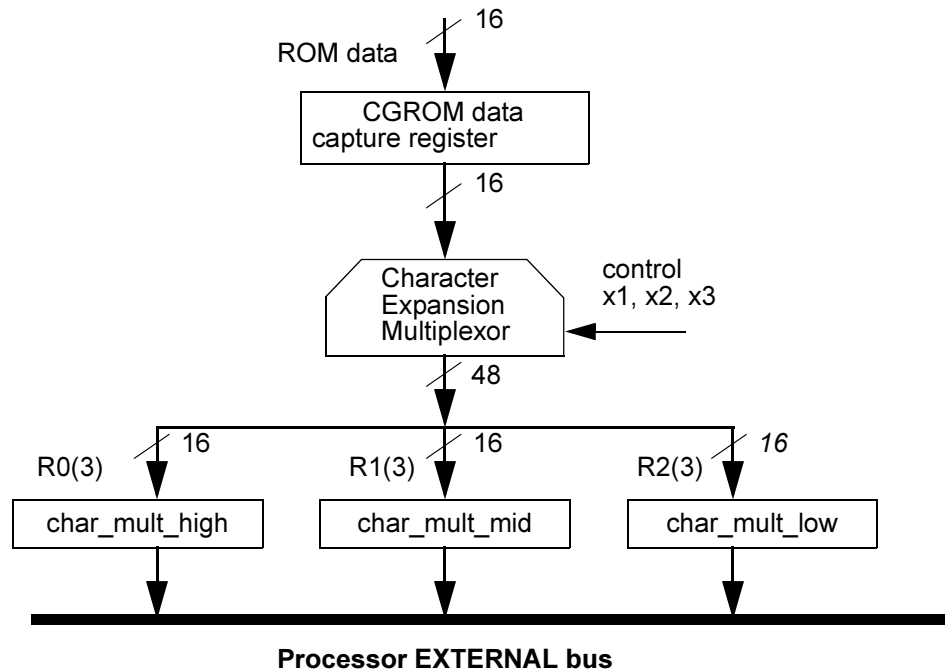 16
ROM data
CGROM data
capture register
16
Character
Expansion
Multiplexor
control
x1, x2, x3
48
16
16
16
R0(3)
R1(3)
R2(3)
char_mult_high
char_mult_mid
char_mult_low
Processor EXTERNAL bus